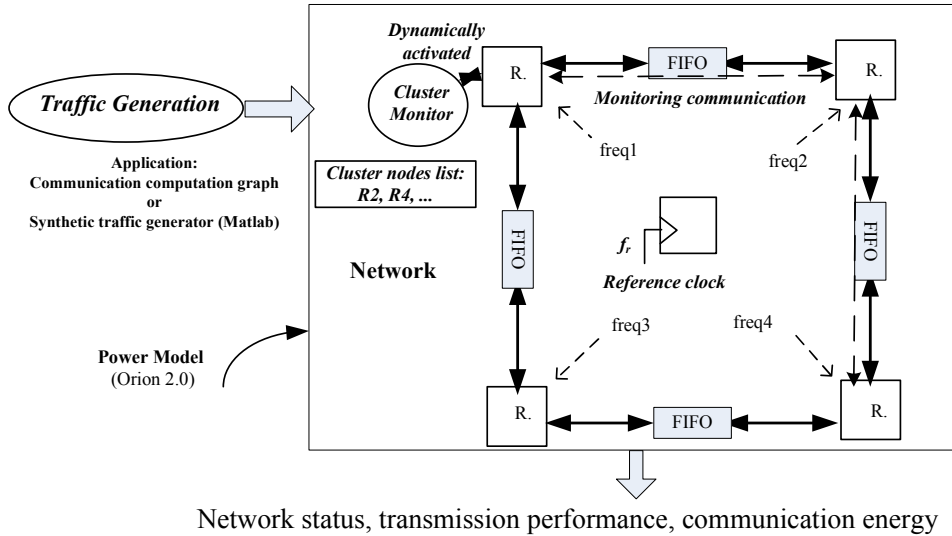 Dynamically
activated
R.
FIFO
R.
Traffic Generation
Cluster
Monitor
Monitoring communication
freq1
freq2
Application:
Communication computation graph
or
Synthetic traffic generator (Matlab)
Cluster nodes list:
R2, R4, ...
FIFO
FIFO
fr
Network
Reference clock
freq3
freq4
Power Model
(Orion 2.0)
R.
FIFO
R.
Network status, transmission performance, communication energy